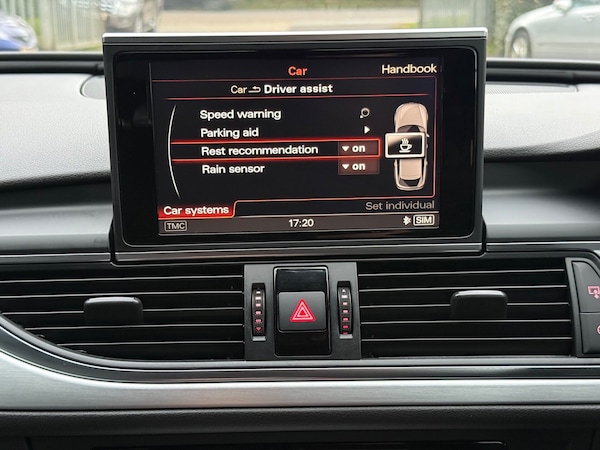 Car
Handbook
Car Driver assist
Speed warning
Parking aid
Rest recommendation on
Rain sensor on
Car systems
Set individual
TMC
17:20
SIM